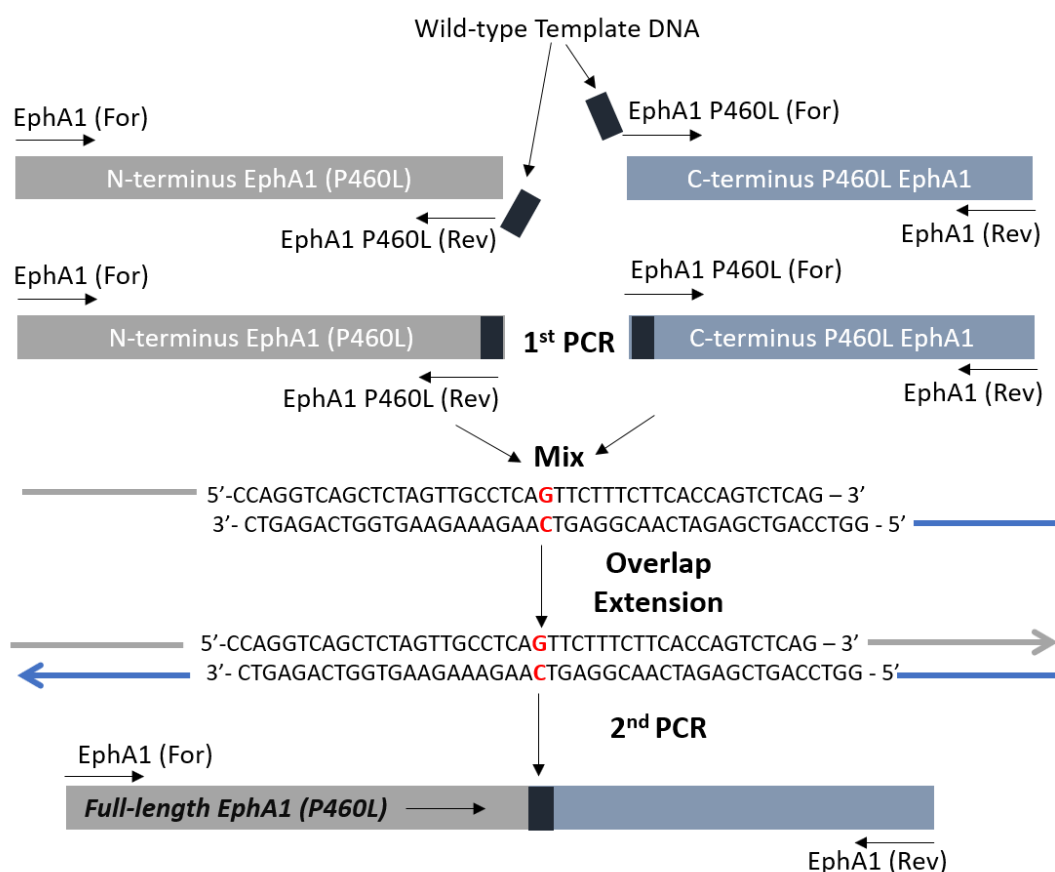 Wild-type Template DNA
EphA1 (For)
EphA1 P460L (For)
N-terminus EphA1 (P460L)
C-terminus P460L EphA1
EphA1 P460L (Rev)
EphA1 (Rev)
EphA1 (For)
EphA1 P460L (For)
N-terminus EphA1 (P460L)
1st PCR
C-terminus P460L EphA1
EphA1 P460L (Rev)
EphA1 (Rev)
Mix
5’-CCAGGTCAGCTCTAGTTGCCTCAGTTCTTTCTTCACCAGTCTCAG – 3’
3’- CTGAGACTGGTGAAGAAAGAACTGAGGCAACTAGAGCTGACCTGG - 5’
Overlap
Extension
5’-CCAGGTCAGCTCTAGTTGCCTCAGTTCTTTCTTCACCAGTCTCAG – 3’
3’- CTGAGACTGGTGAAGAAAGAACTGAGGCAACTAGAGCTGACCTGG - 5’
2nd PCR
EphA1 (For)
Full-length EphA1 (P460L)
EphA1 (Rev)